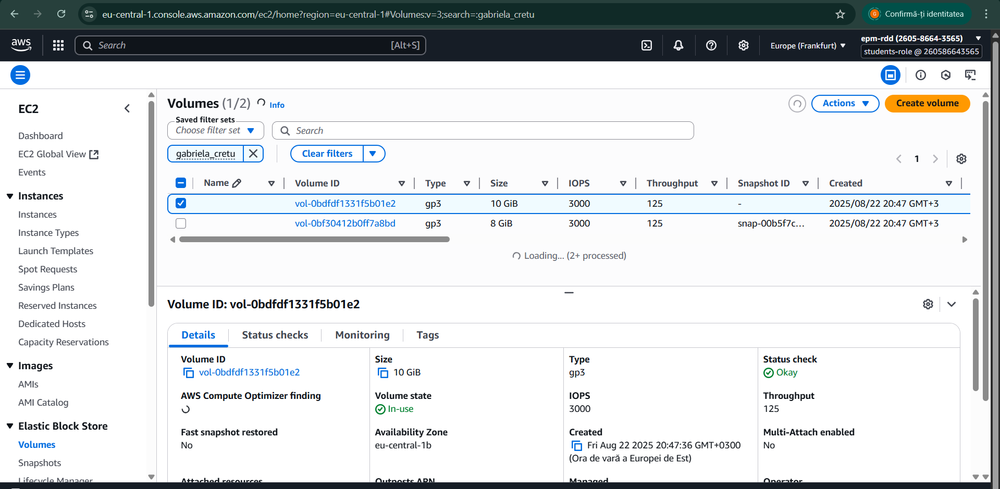 eu-central-1.console.aws.amazon.com/ec2/home?region=eu-central-1#Volumes:v=3;search=:gabriela_cretu
G
Confirmă-ți identitatea
aws
Search
[Alt+S]
Europe (Frankfurt)
epm-rdd (2605-8664-3565)
students-role @ 260586643565
EC2
Dashboard
EC2 Global View
Events
Instances
Instances
Instance Types
Launch Templates
Spot Requests
Savings Plans
Reserved Instances
Dedicated Hosts
Capacity Reservations
Images
AMIs
AMI Catalog
Elastic Block Store
Volumes
Snapshots
Lifecycle Manager
Volumes (1/2) Info
Actions
Create volume
Saved filter sets
Choose filter set
Search
gabriela_cretu
Clear filters
1
Name Volume ID Type Size IOPS Throughput Snapshot ID Created
vol-0bdfdf1331f5b01e2 gp3 10 GiB 3000 125 - 2025/08/22 20:47 GMT+3
vol-0bf30412b0ff7a8bd gp3 8 GiB 3000 125 snap-00b5f7c... 2025/08/22 20:47 GMT+3
Loading... (2+ processed)
Volume ID: vol-0bdfdf1331f5b01e2
Details Status checks Monitoring Tags
Volume ID
vol-0bdfdf1331f5b01e2
Size
10 GiB
Type
gp3
Status check
Okay
AWS Compute Optimizer finding
Volume state
In-use
IOPS
3000
Throughput
125
Fast snapshot restored
No
Availability Zone
eu-central-1b
Created
Fri Aug 22 2025 20:47:36 GMT+0300
(Ora de vară a Europei de Est)
Multi-Attach enabled
No
Attached resources
Outposts ARN
Managed
Operator